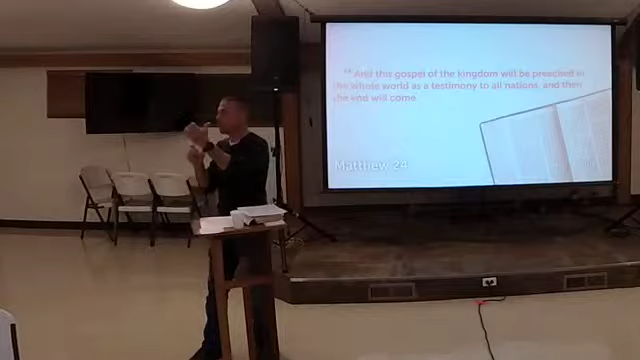 14 And this gospel of the kingdom will be preached in
the whole world as a testimony to all nations, and then
the end will come.
Matthew 24